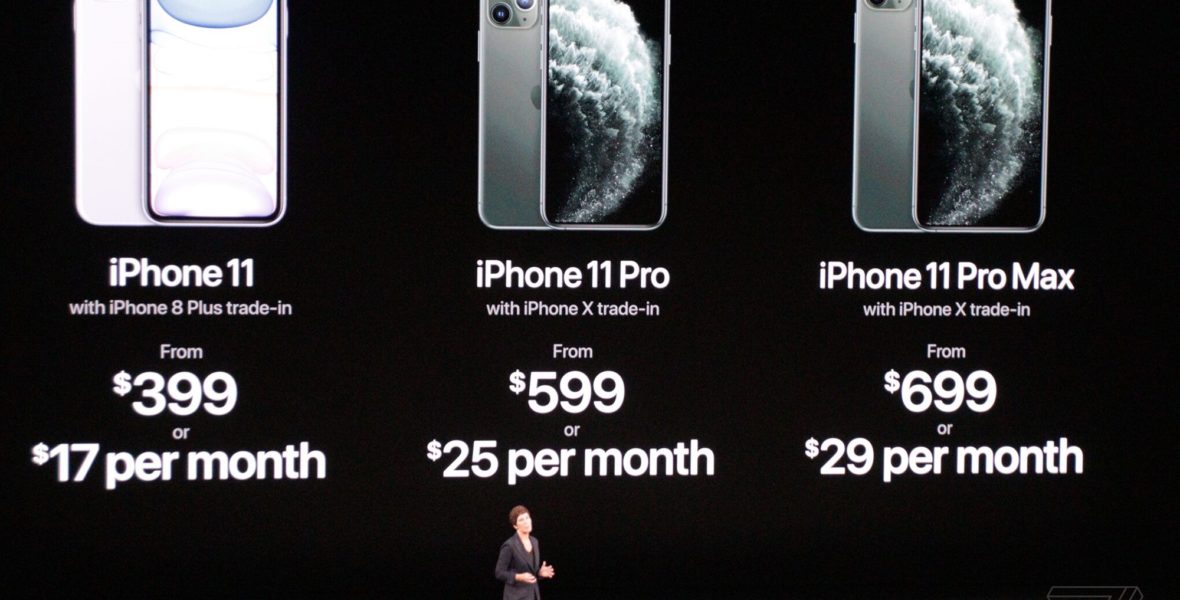 iPhone 11
with iPhone 8 Plus trade-in
From
$399
or
$17 per month
iPhone 11 Pro
with iPhone X trade-in
From
$599
or
$25 per month
iPhone 11 Pro Max
with iPhone X trade-in
From
$699
or
$29 per month